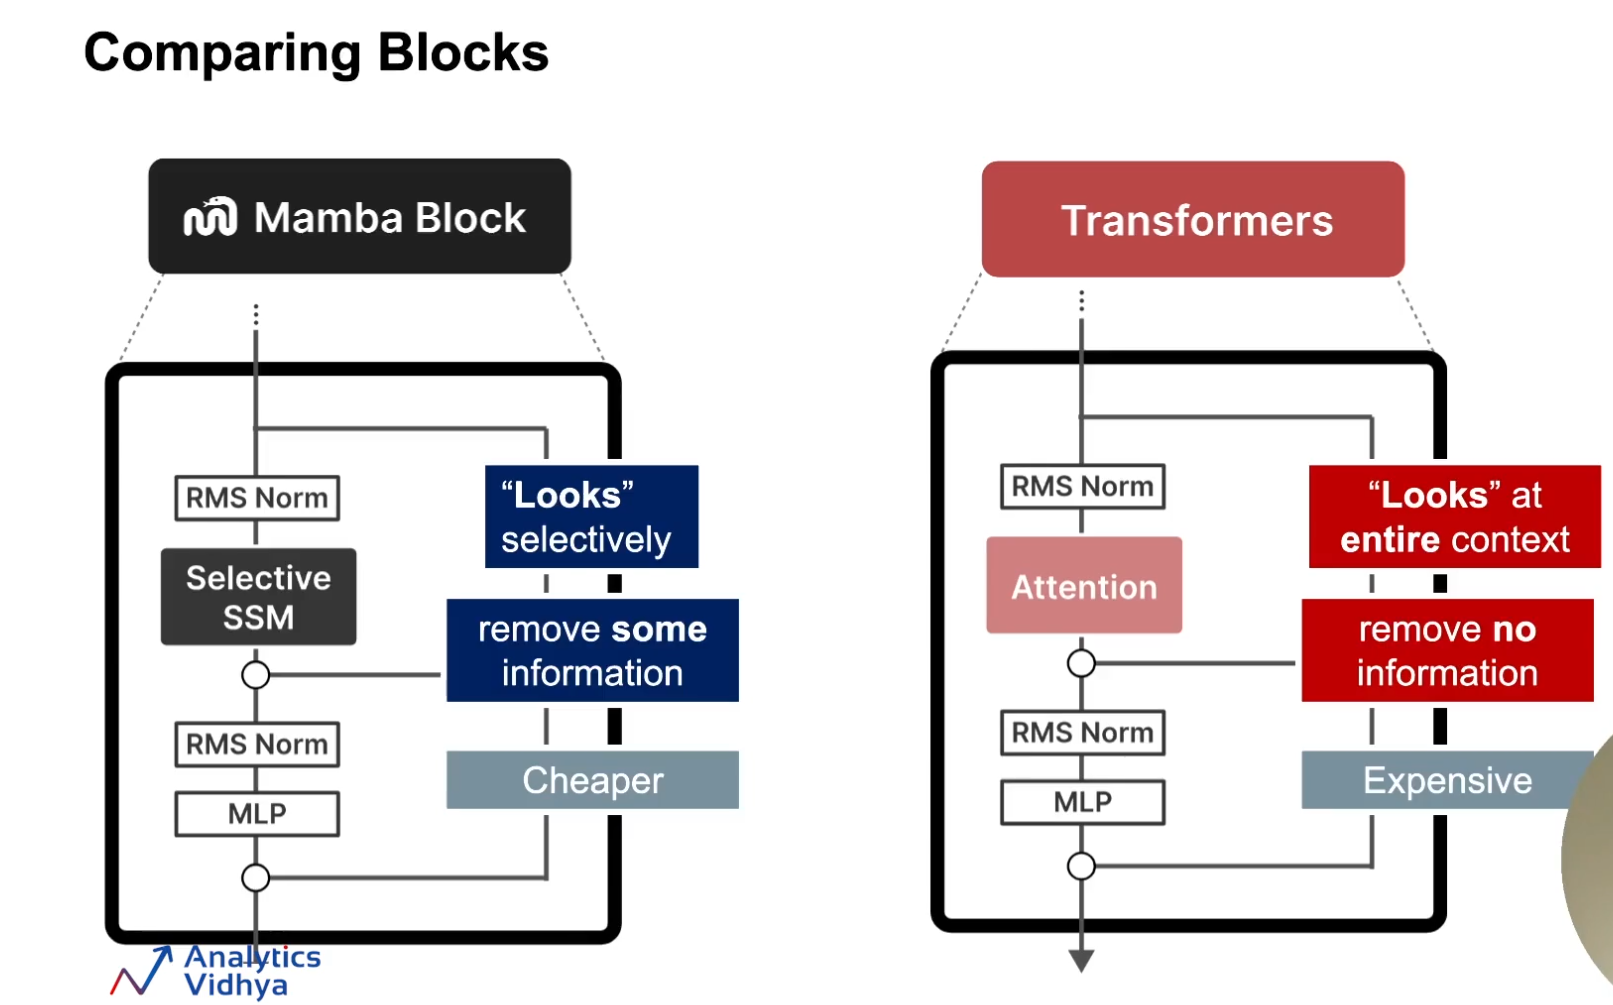 Comparing Blocks
Mamba Block
RMS Norm
Selective
SSM
RMS Norm
MLP
“Looks”
selectively
remove some
information
Cheaper
Transformers
RMS Norm
Attention
RMS Norm
MLP
“Looks” at
entire context
remove no
information
Expensive
Analytics
Vidhya